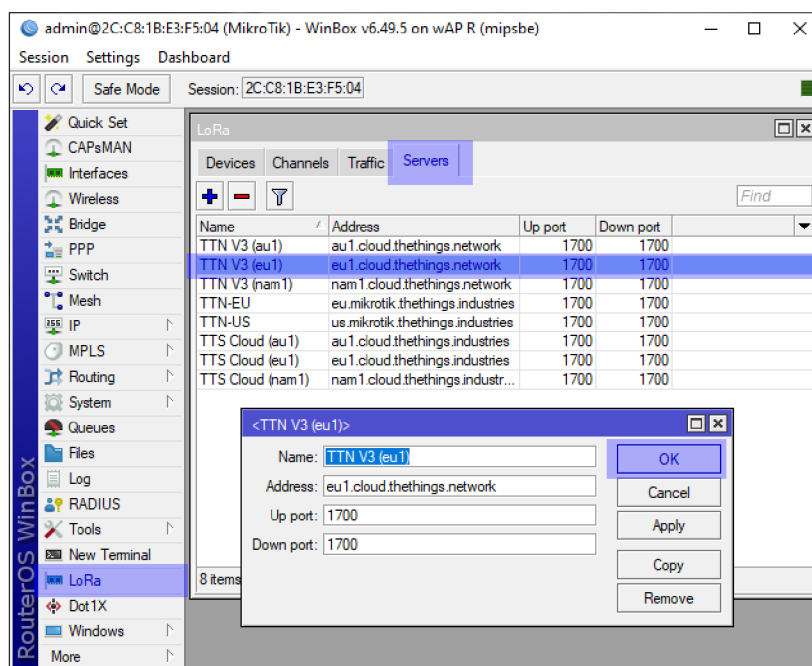 admin@2C:C8:1B:E3:F5:04 (MikroTik) - WinBox v6.49.5 on wAP R (mipsbe)
Session Settings Dashboard
Safe Mode Session: 2C:C8:1B:E3:F5:04
Quick Set
CAPsMAN
Interfaces
Wireless
Bridge
PPP
Switch
Mesh
IP
MPLS
Routing
System
Queues
Files
Log
RADIUS
Tools
New Terminal
LoRa
Dot1X
Windows
More
RouterOS WinBox
LoRa
Devices Channels Traffic Servers
Find
Name Address Up port Down port
TTN V3 (au1) au1.cloud.thethings.network 1700 1700
TTN V3 (eu1) eu1.cloud.thethings.network 1700 1700
TTN V3 (nam1) nam1.cloud.thethings.network 1700 1700
TTN-EU eu.mikrotik.thethings.industries 1700 1700
TTN-US us.mikrotik.thethings.industries 1700 1700
TTS Cloud (au1) au1.cloud.thethings.industries 1700 1700
TTS Cloud (eu1) eu1.cloud.thethings.industries 1700 1700
TTS Cloud (nam1) nam1.cloud.thethings.industr... 1700 1700
8 items
<TTN V3 (eu1)>
Name: TTN V3 (eu1)
Address: eu1.cloud.thethings.network
Up port: 1700
Down port: 1700
OK
Cancel
Apply
Copy
Remove